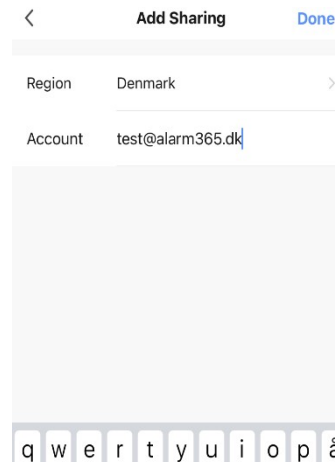 Add Sharing Done
Region Denmark
Account test@alarm365.dk
q w e r t y u i o p å